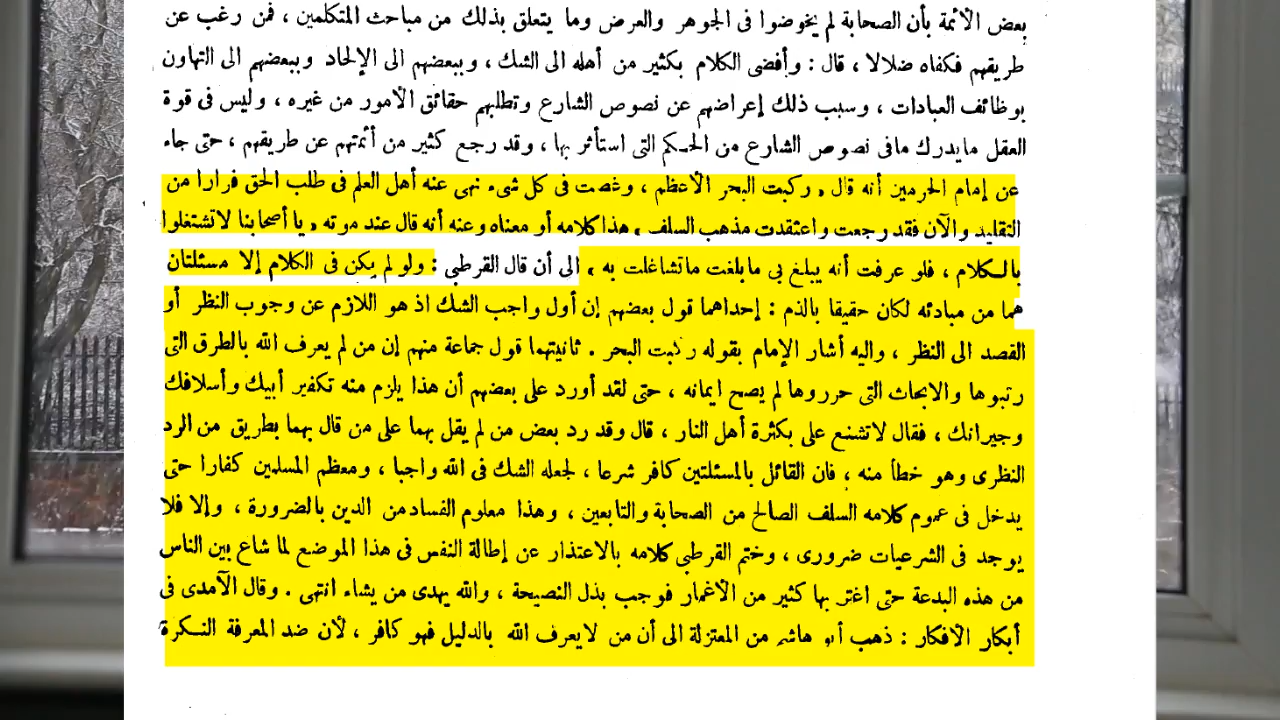 بعض الأئمة بأن الصحابة لم يخوضوا فى الجوهر والعرض وما يتعلق بذلك من مباحث المتكلمين ، فمن رغب عن
طريقهم فكفاه ضلالا ، قال : وأفضى الكلام بكثير من أهله الى الشك ، وببعضهم الى الإلحاد وببعضهم الى التهاون
بوظائف العبادات ، وسبب ذلك إعراضهم عن نصوص الشارع وتطلبهم حقائق الأمور من غيره ، وليس فى قوة
العقل مايدرك مافى نصوص الشارع من الحكم التى استأثر بها ، وقد رجع كثير من أئمتهم عن طريقهم ، حتى جاء
عن إمام الحرمين أنه قال « ركبت البحر الأعظم ، وغصت فى كل شىء نهى عنه أهل العلم فى طلب الحق فرارا من
التقليد والآن فقد رجعت واعتقدت مذهب السلف » هذا كلامه أو معناه وعنه أنه قال عند موته « يا أصحابنا لا تشتغلوا
بالكلام ، فلو عرفت أنه يبلغ بى ما بلغت ماتشاغلت به » الى أن قال القرطبى : ولو لم يكن فى الكلام إلا مسئلتان
هما من مبادئه لكان حقيقا بالذم : إحداهما قول بعضهم إن أول واجب الشك اذ هو اللازم عن وجوب النظر أو
القصد الى النظر ، واليه أشار الإمام بقوله ركبت البحر . ثانيتهما قول جماعة منهم إن من لم يعرف الله بالطرق التى
رتبوها والابحاث التى حرروها لم يصح ايمانه ، حتى لقد أورد على بعضهم أن هذا يلزم منه تكفير أبيك وأسلافك
وجيرانك ، فقال لاتشنع على بكثرة أهل النار ، قال وقد رد بعض من لم يقل بهما على من قال بهما بطريق من الرد
النظرى وهو خطأ منه ، فان القائل بالمسئلتين كافر شرعا ، لجعله الشك فى الله واجبا ، ومعظم المسلمين كفارا حتى
يدخل فى عموم كلامه السلف الصالح من الصحابة والتابعين ، وهذا معلوم الفساد من الدين بالضرورة ، وإلا فلا
يوجد فى الشرعيات ضرورى ، وختم القرطبى كلامه بالاعتذار عن إطالة النفس فى هذا الموضع لما شاع بين الناس
من هذه البدعة حتى اغتر بها كثير من الأغمار فوجب بذل النصيحة ، والله يهدى من يشاء انتهى . وقال الآمدى فى
أبكار الأفكار : ذهب أبو هاشم من المعتزلة الى أن من لايعرف الله بالدليل فهو كافر ، لأن ضد المعرفة النكرة